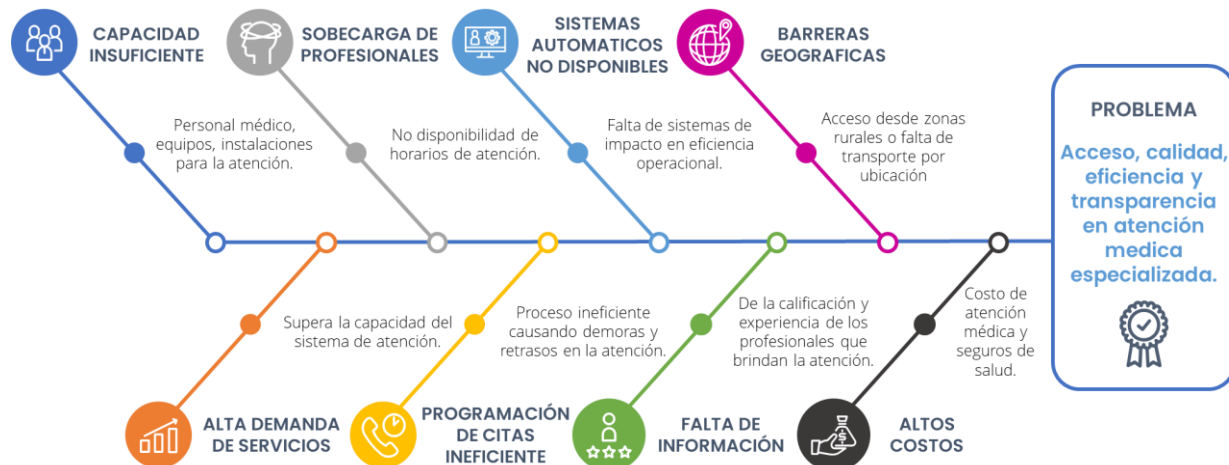 CAPACIDAD
INSUFICIENTE
Personal médico,
equipos, instalaciones
para la atención.
SOBECARGA DE
PROFESIONALES
No disponibilidad de
horarios de atención.
SISTEMAS
AUTOMATICOS
NO DISPONIBLES
Falta de sistemas de
impacto en eficiencia
operacional.
BARRERAS
GEOGRAFICAS
Acceso desde zonas
rurales o falta de
transporte por
ubicación
PROBLEMA
Acceso, calidad,
eficiencia y
transparencia
en atención
medica
especializada.
Supera la capacidad del
sistema de atención.
ALTA DEMANDA
DE SERVICIOS
Proceso ineficiente
causando demoras y
retrasos en la atención.
PROGRAMACIÓN
DE CITAS
INEFICIENTE
De la calificación y
experiencia de los
profesionales que
brindan la atención.
FALTA DE
INFORMACIÓN
Costo de
atención
médica y
seguros de
salud.
ALTOS
COSTOS